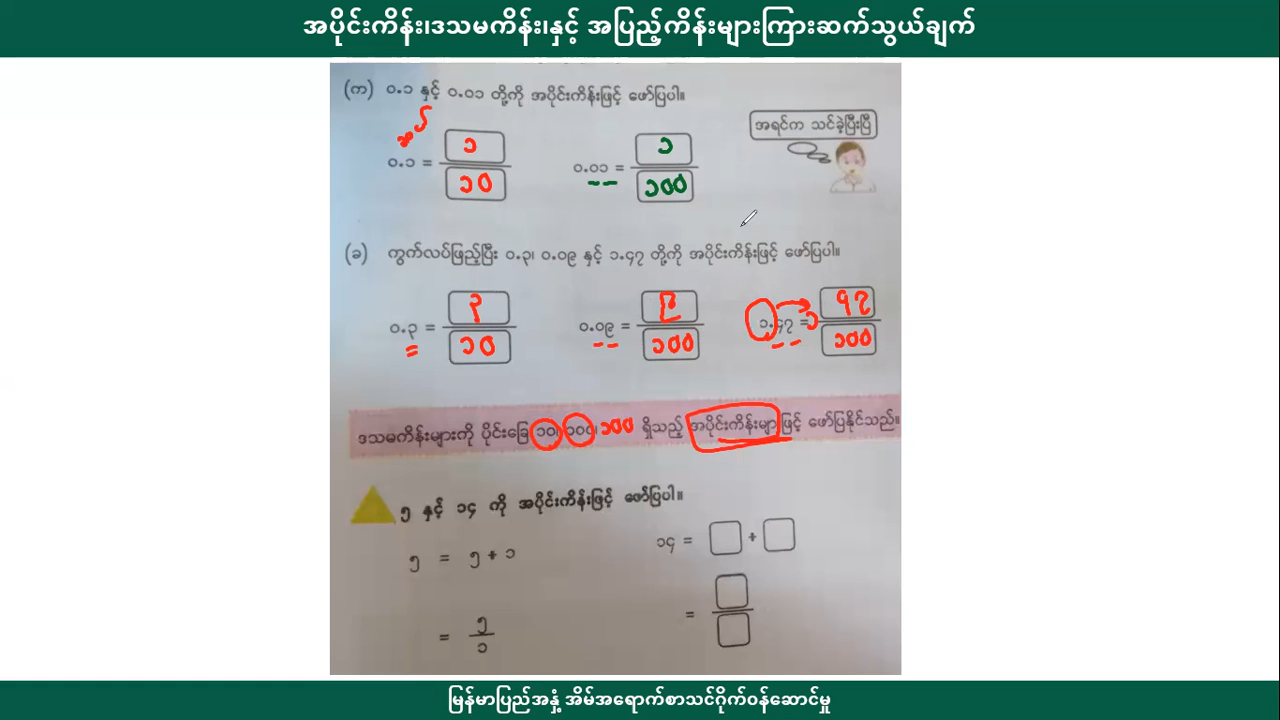 အပိုင်းကိန်း၊ဒသမကိန်း၊နှင့် အပြည့်ကိန်းများကြားဆက်သွယ်ချက်
(က) ၀.၁ နှင့် ၀.၀၁ တို့ကို အပိုင်းကိန်းဖြင့် ဖော်ပြပါ။
အရင်က သင်ခဲ့ပြီးပြီ
၀.၁ = ၁/၁၀ ၀.၀၁ = ၁/၁၀၀
(ခ) ကွက်လပ်ဖြည့်ပြီး ၀.၃၊ ၀.၀၉ နှင့် ၁.၄၇ တို့ကို အပိုင်းကိန်းဖြင့် ဖော်ပြပါ။
၀.၃ = ၃/၁၀ ၀.၀၉ = ၉/၁၀၀ ၁.၄၇ = ၁ ၄၇/၁၀၀
ဒသမကိန်းများကို ပိုင်းခြေ ၁၀၊ ၁၀၀၊ ၁၀၀ ရှိသည့် အပိုင်းကိန်းမျာဖြင့် ဖော်ပြနိုင်သည်။
၅ နှင့် ၁၄ ကို အပိုင်းကိန်းဖြင့် ဖော်ပြပါ။
၅ = ၅ ÷ ၁ ၁၄ = □ ÷ □
= ၅/၁ = □/□
မြန်မာပြည်အနှံ့ အိမ်အရောက်စာသင်ဂိုက်ဝန်ဆောင်မှု